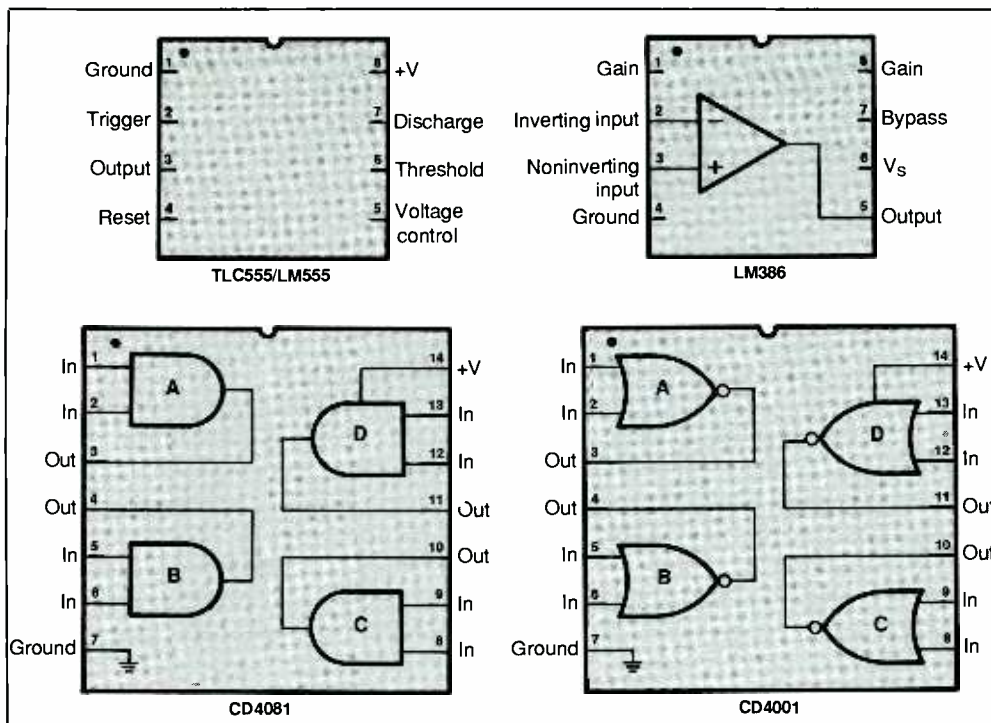 Ground 1 8 +V
Trigger 2 7 Discharge
Output 3 6 Threshold
Reset 4 5 Voltage
control
TLC555/LM555
Gain 1 8 Gain
Inverting input 2 − 7 Bypass
Noninverting 3 + 6 VS
input
Ground 4 5 Output
LM386
In 1 A 14 +V
In 2 D 13 In
Out 3 12 In
Out 4 11 Out
In 5 B 10 Out
In 6 C 9 In
Ground 7 8 In
CD4081
In 1 A 14 +V
In 2 D 13 In
Out 3 12 In
Out 4 11 Out
In 5 B 10 Out
In 6 C 9 In
Ground 7 8 In
CD4001